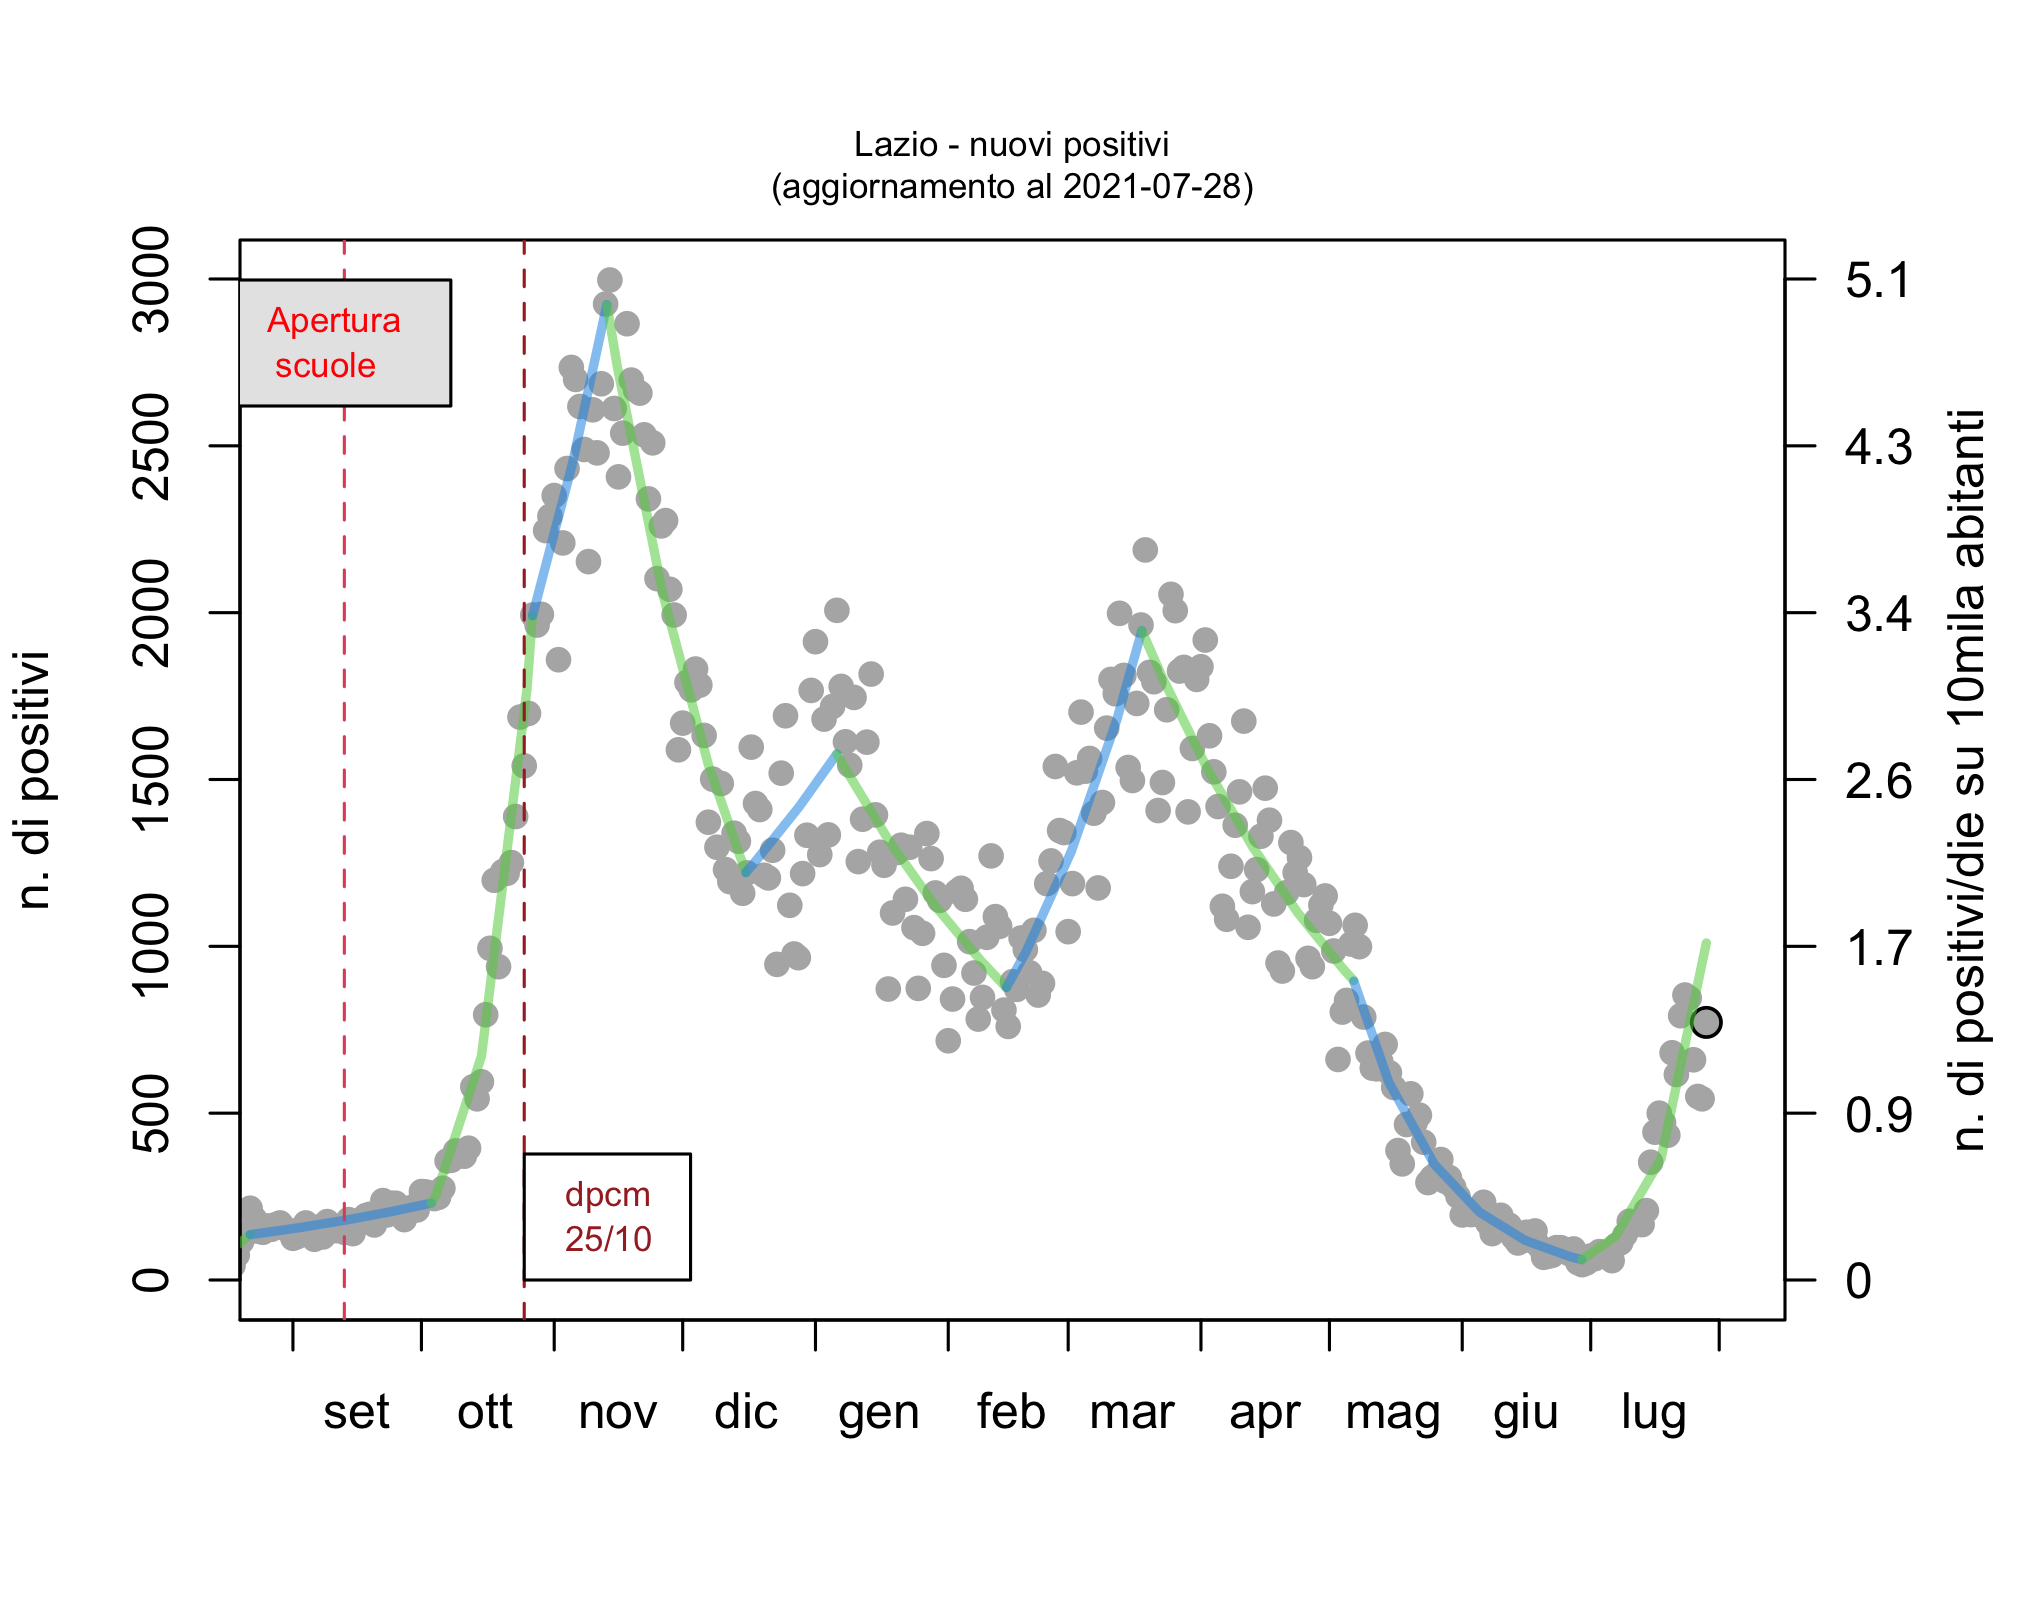 Lazio - nuovi positivi
(aggiornamento al 2021-07-28)
n. di positivi
3000
2500
2000
1500
1000
500
0
Apertura
scuole
dpcm
25/10
5.1
4.3
3.4
2.6
1.7
0.9
0
n. di positivi/die su 10mila abitanti
set ott nov dic gen feb mar apr mag giu lug